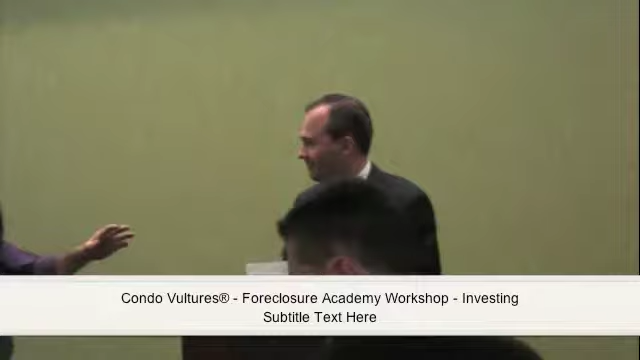 Condo Vultures® - Foreclosure Academy Workshop - Investing
Subtitle Text Here